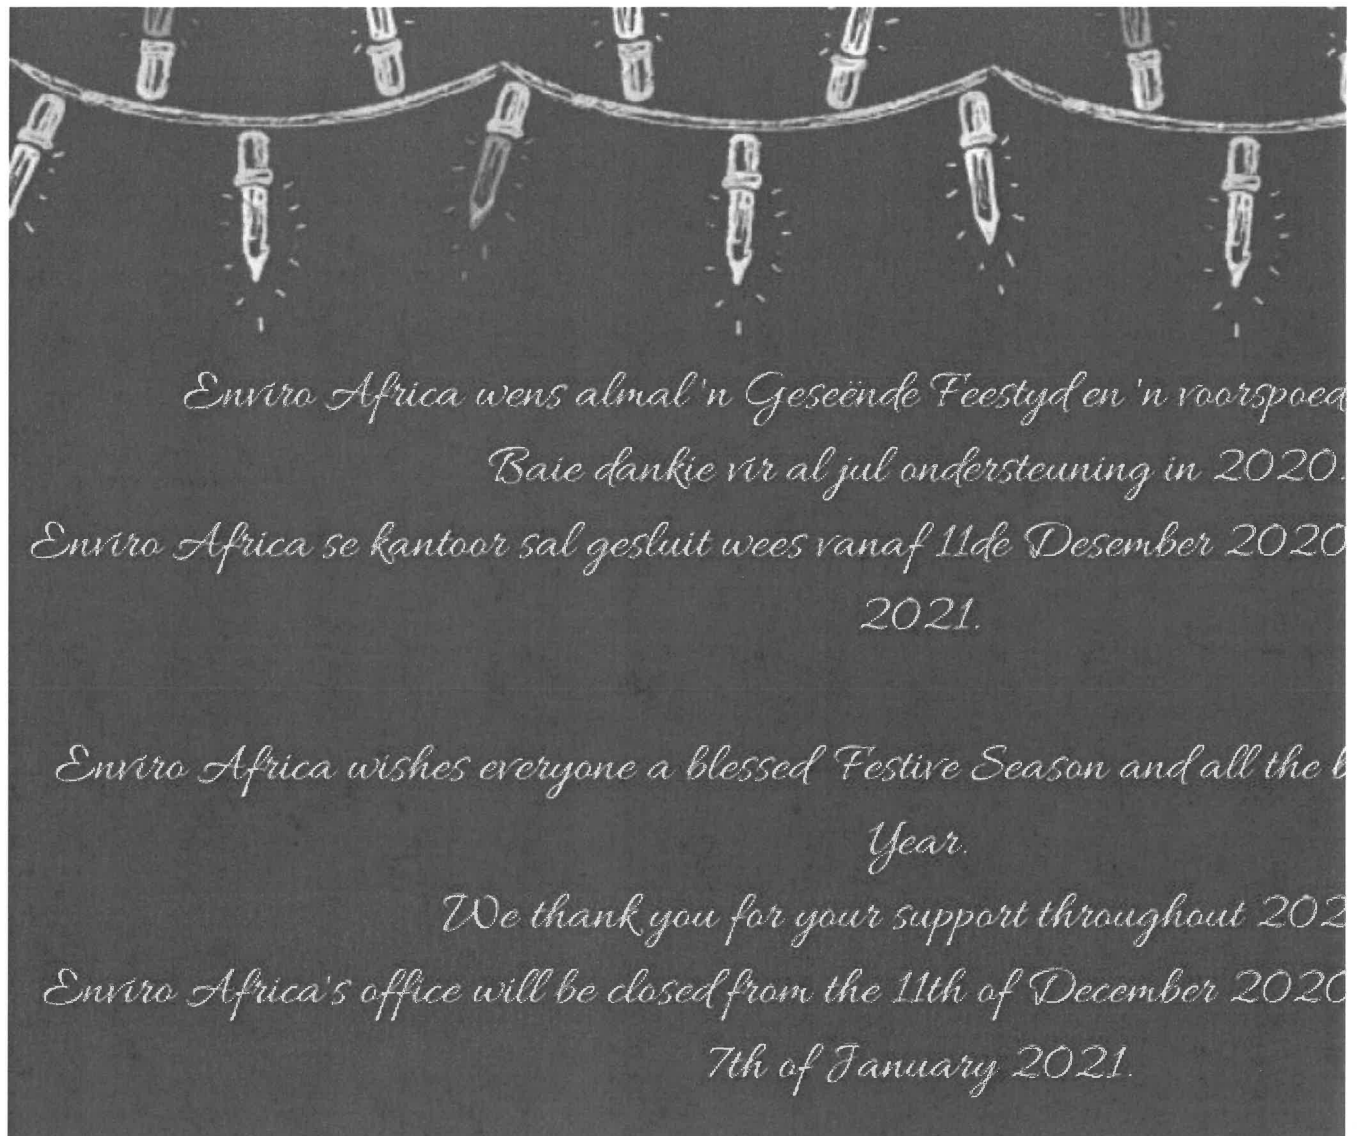 Enviro Africa wens almal 'n Geseënde Feestyd en 'n voorspoed
Baie dankie vir al jul ondersteuning in 2020.
Enviro Africa se kantoor sal gesluit wees vanaf 11de Desember 2020
2021.
Enviro Africa wishes everyone a blessed Festive Season and all the
Year.
We thank you for your support throughout 202
Enviro Africa's office will be closed from the 11th of December 2020
7th of January 2021.